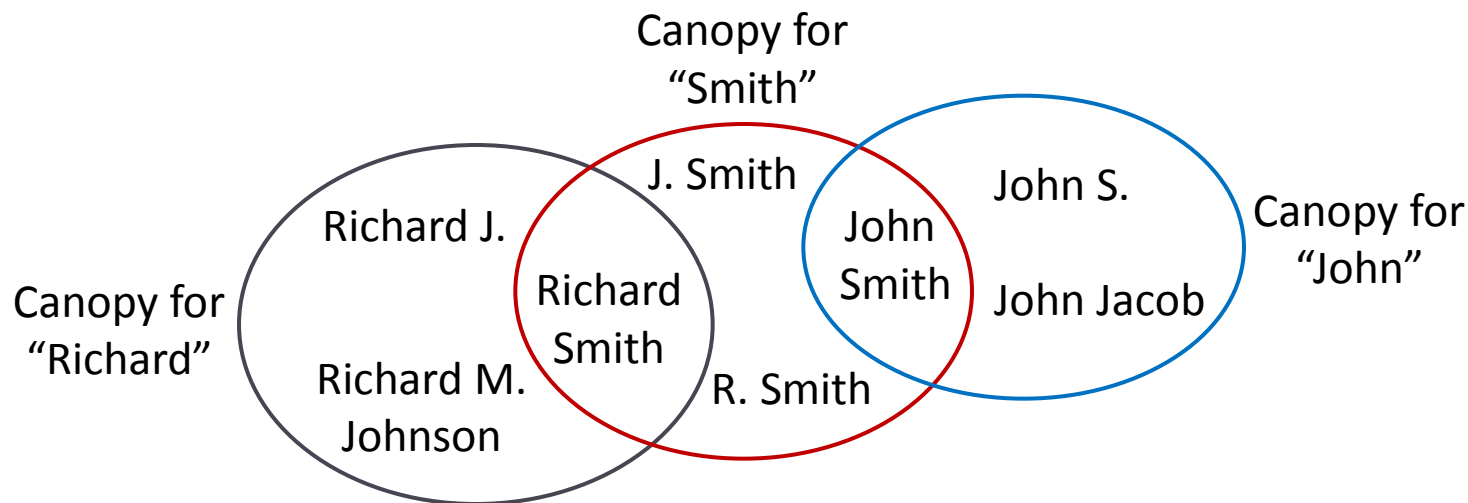 Canopy for
“Smith”
J. Smith
John S.
Richard J.
John
Smith
Canopy for
“John”
Richard
Smith
John Jacob
Canopy for
“Richard”
Richard M.
Johnson
R. Smith